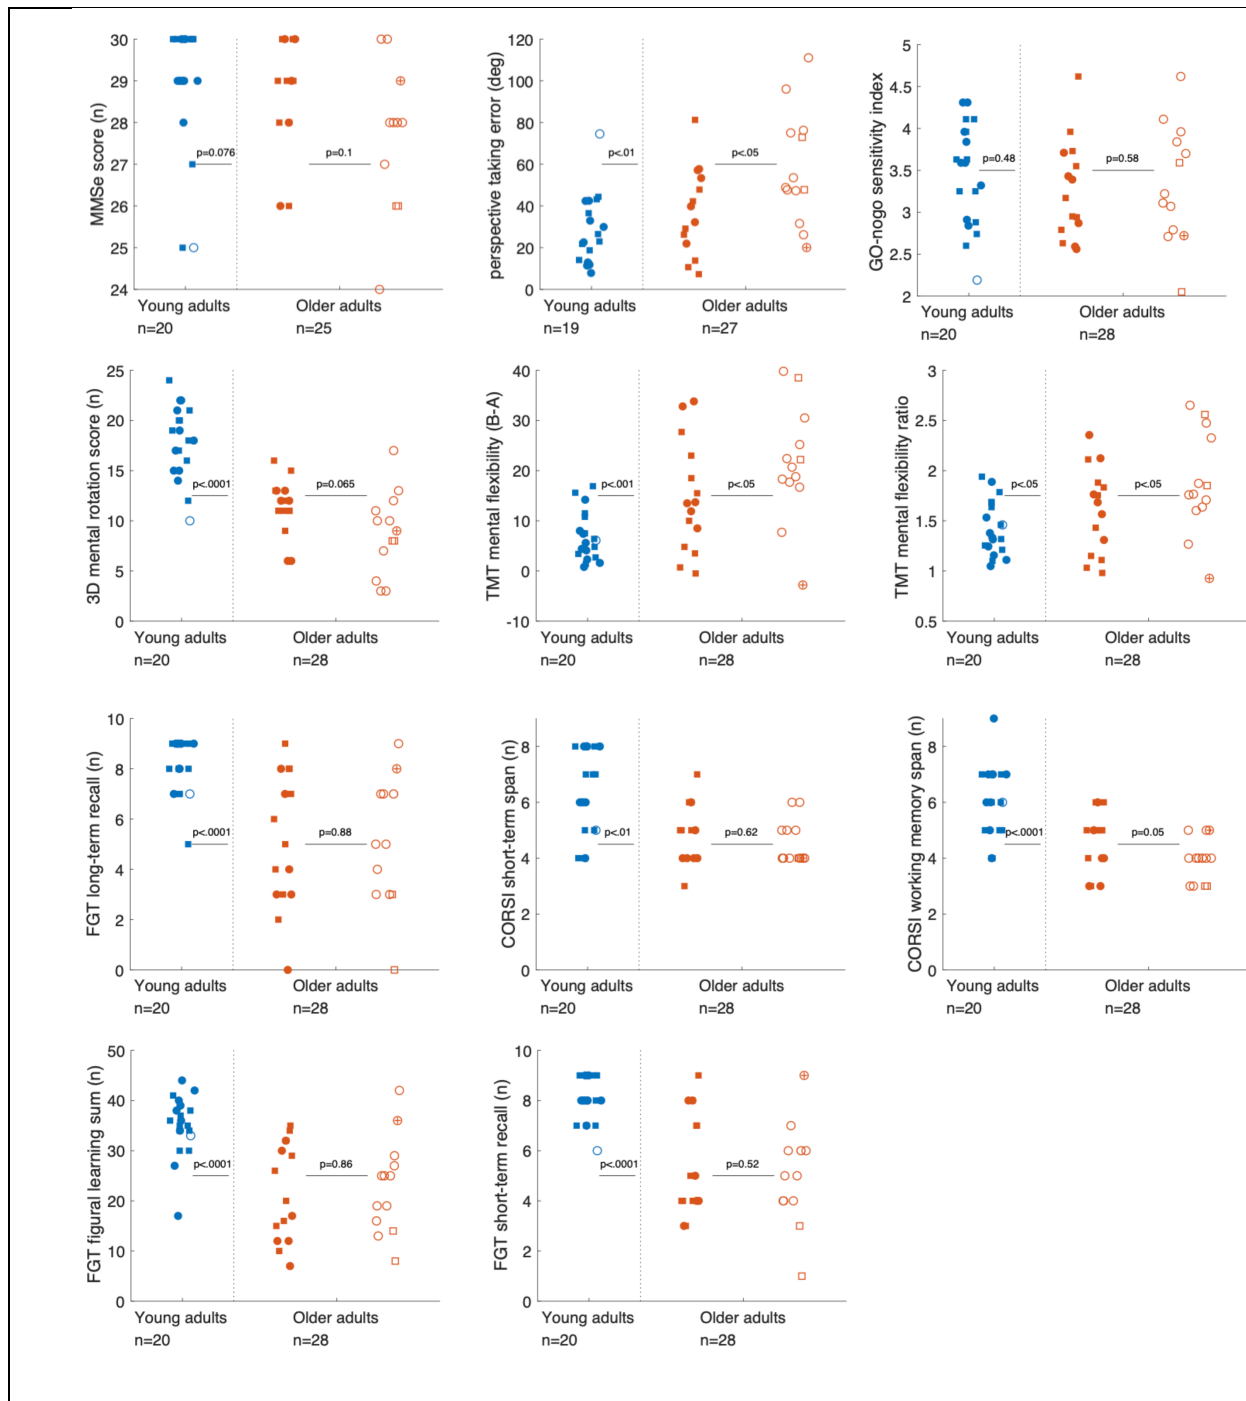 MMSe score (n)
30
29
28
27
26
25
24
p=0.076
p=0.1
Young adults
n=20
Older adults
n=25
perspective taking error (deg)
120
100
80
60
40
20
0
p<.01
p<.05
Young adults
n=19
Older adults
n=27
GO-nogo sensitivity index
5
4.5
4
3.5
3
2.5
2
p=0.48
p=0.58
Young adults
n=20
Older adults
n=28
3D mental rotation score (n)
25
20
15
10
5
0
p<.0001
p=0.065
Young adults
n=20
Older adults
n=28
TMT mental flexibility (B-A)
40
30
20
10
0
-10
p<.001
p<.05
Young adults
n=20
Older adults
n=28
TMT mental flexibility ratio
3
2.5
2
1.5
1
0.5
p<.05
p<.05
Young adults
n=20
Older adults
n=28
FGT long-term recall (n)
10
8
6
4
2
0
p<.0001
p=0.88
Young adults
n=20
Older adults
n=28
CORSI short-term span (n)
8
6
4
2
0
p<.01
p=0.62
Young adults
n=20
Older adults
n=28
CORSI working memory span (n)
8
6
4
2
0
p<.0001
p=0.05
Young adults
n=20
Older adults
n=28
FGT figural learning sum (n)
50
40
30
20
10
0
p<.0001
p=0.86
Young adults
n=20
Older adults
n=28
FGT short-term recall (n)
10
8
6
4
2
0
p<.0001
p=0.52
Young adults
n=20
Older adults
n=28